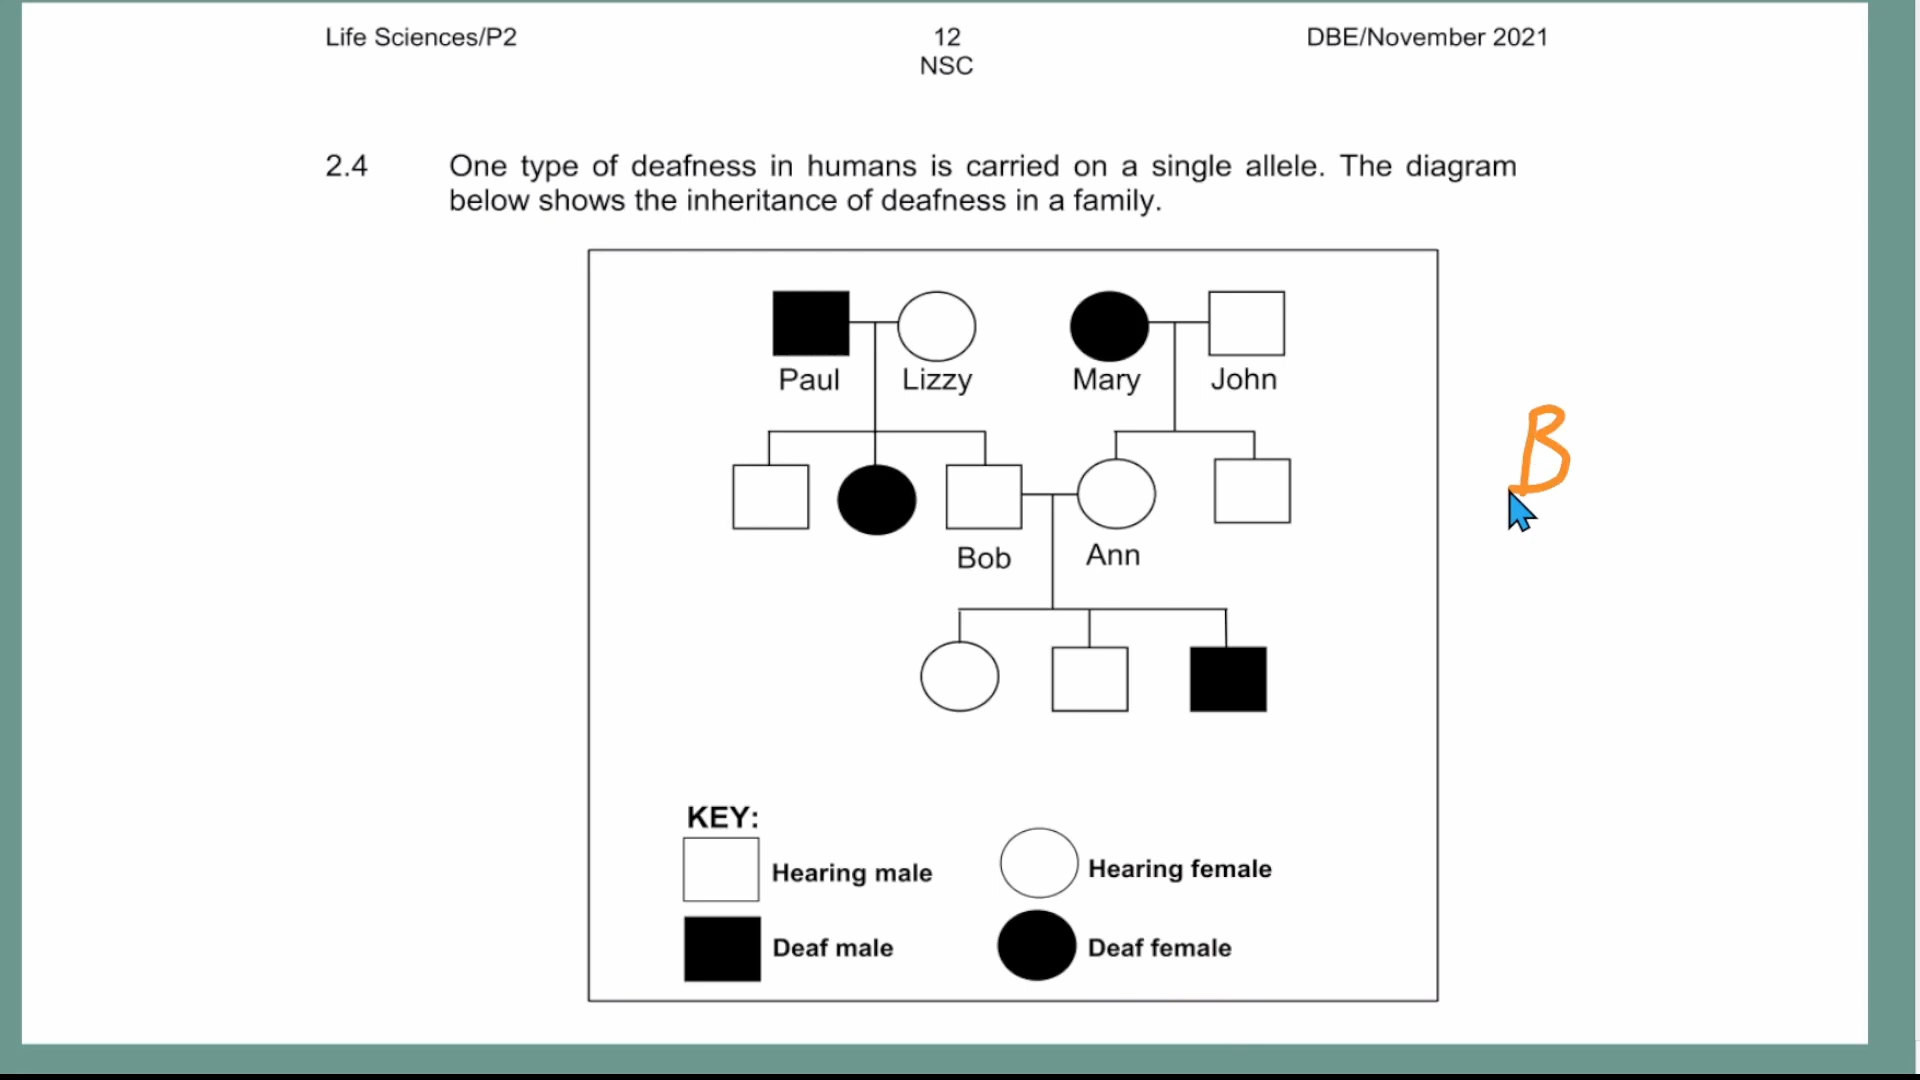 Life Sciences/P2 12 DBE/November 2021
NSC
2.4 One type of deafness in humans is carried on a single allele. The diagram
below shows the inheritance of deafness in a family.
Paul Lizzy Mary John
B
Bob Ann
KEY:
Hearing male Hearing female
Deaf male Deaf female